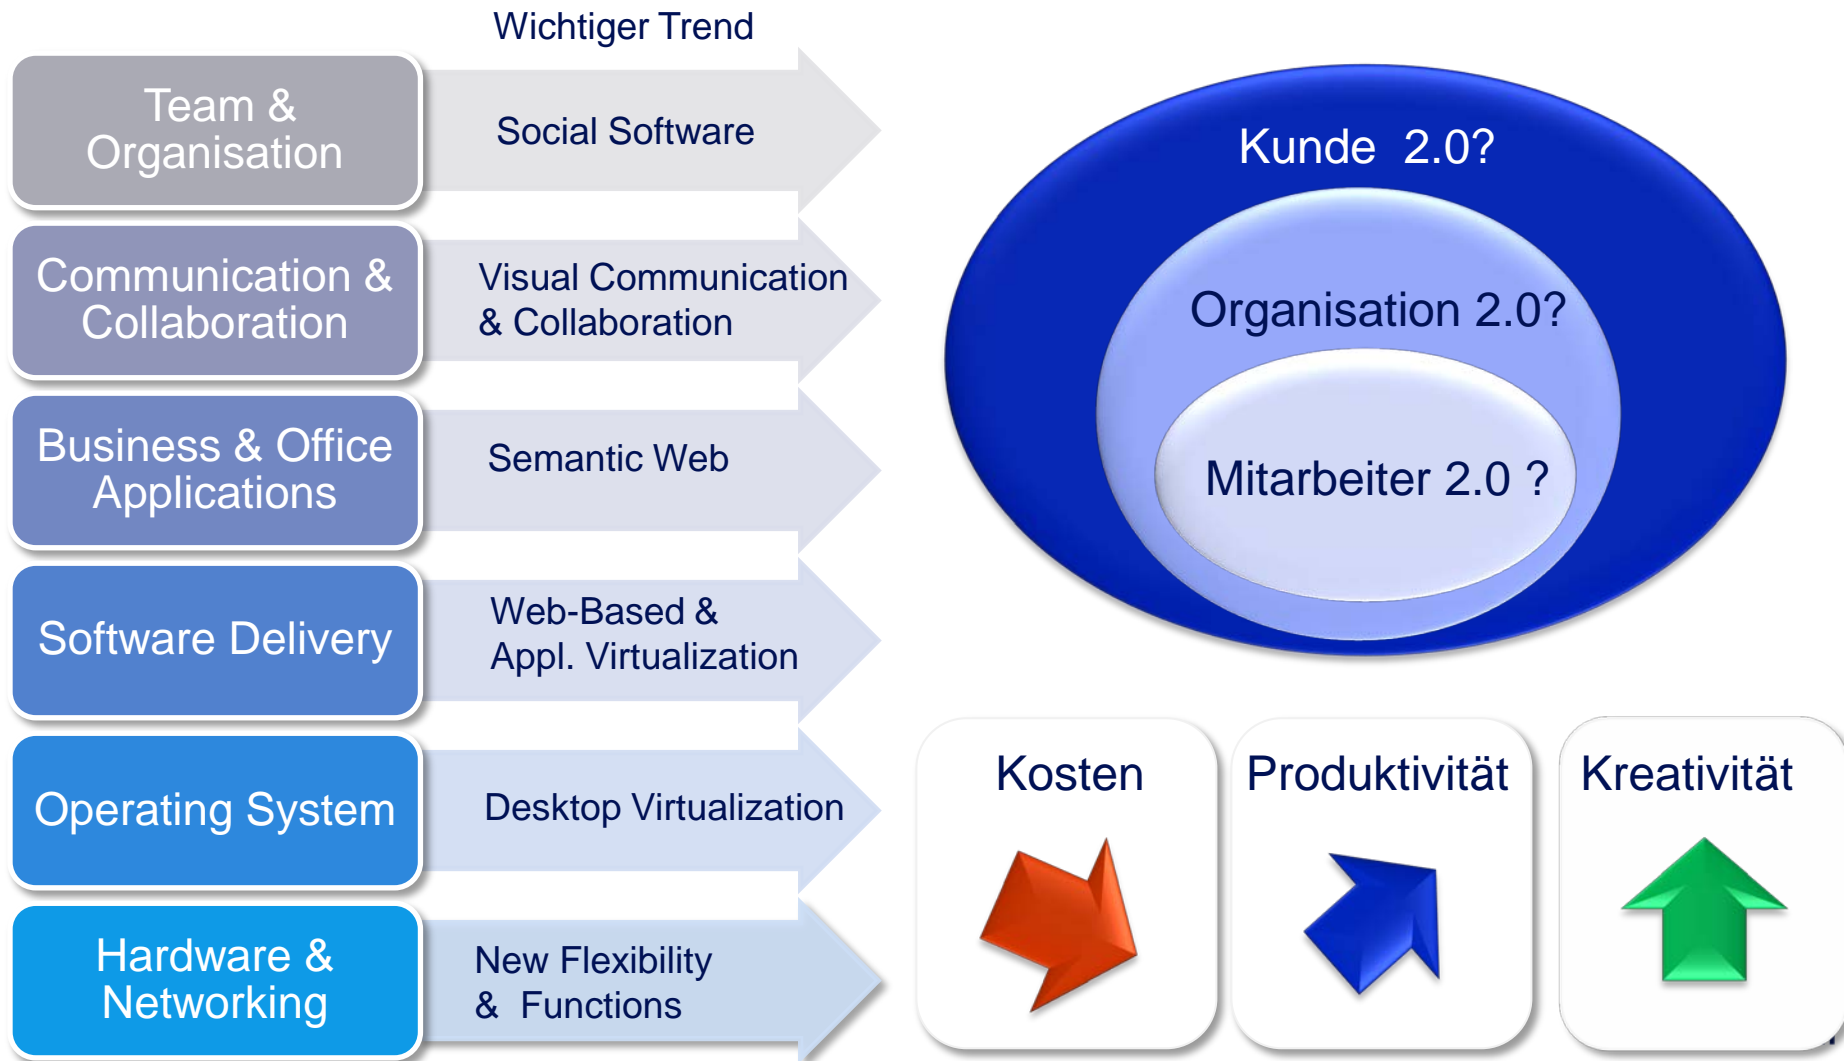 Wichtiger Trend
Team &
Organisation
Social Software
Communication &
Collaboration
Visual Communication
& Collaboration
Business & Office
Applications
Semantic Web
Software Delivery
Web-Based &
Appl. Virtualization
Operating System
Desktop Virtualization
Hardware &
Networking
New Flexibility
& Functions
Kunde 2.0?
Organisation 2.0?
Mitarbeiter 2.0 ?
Kosten
Produktivität
Kreativität